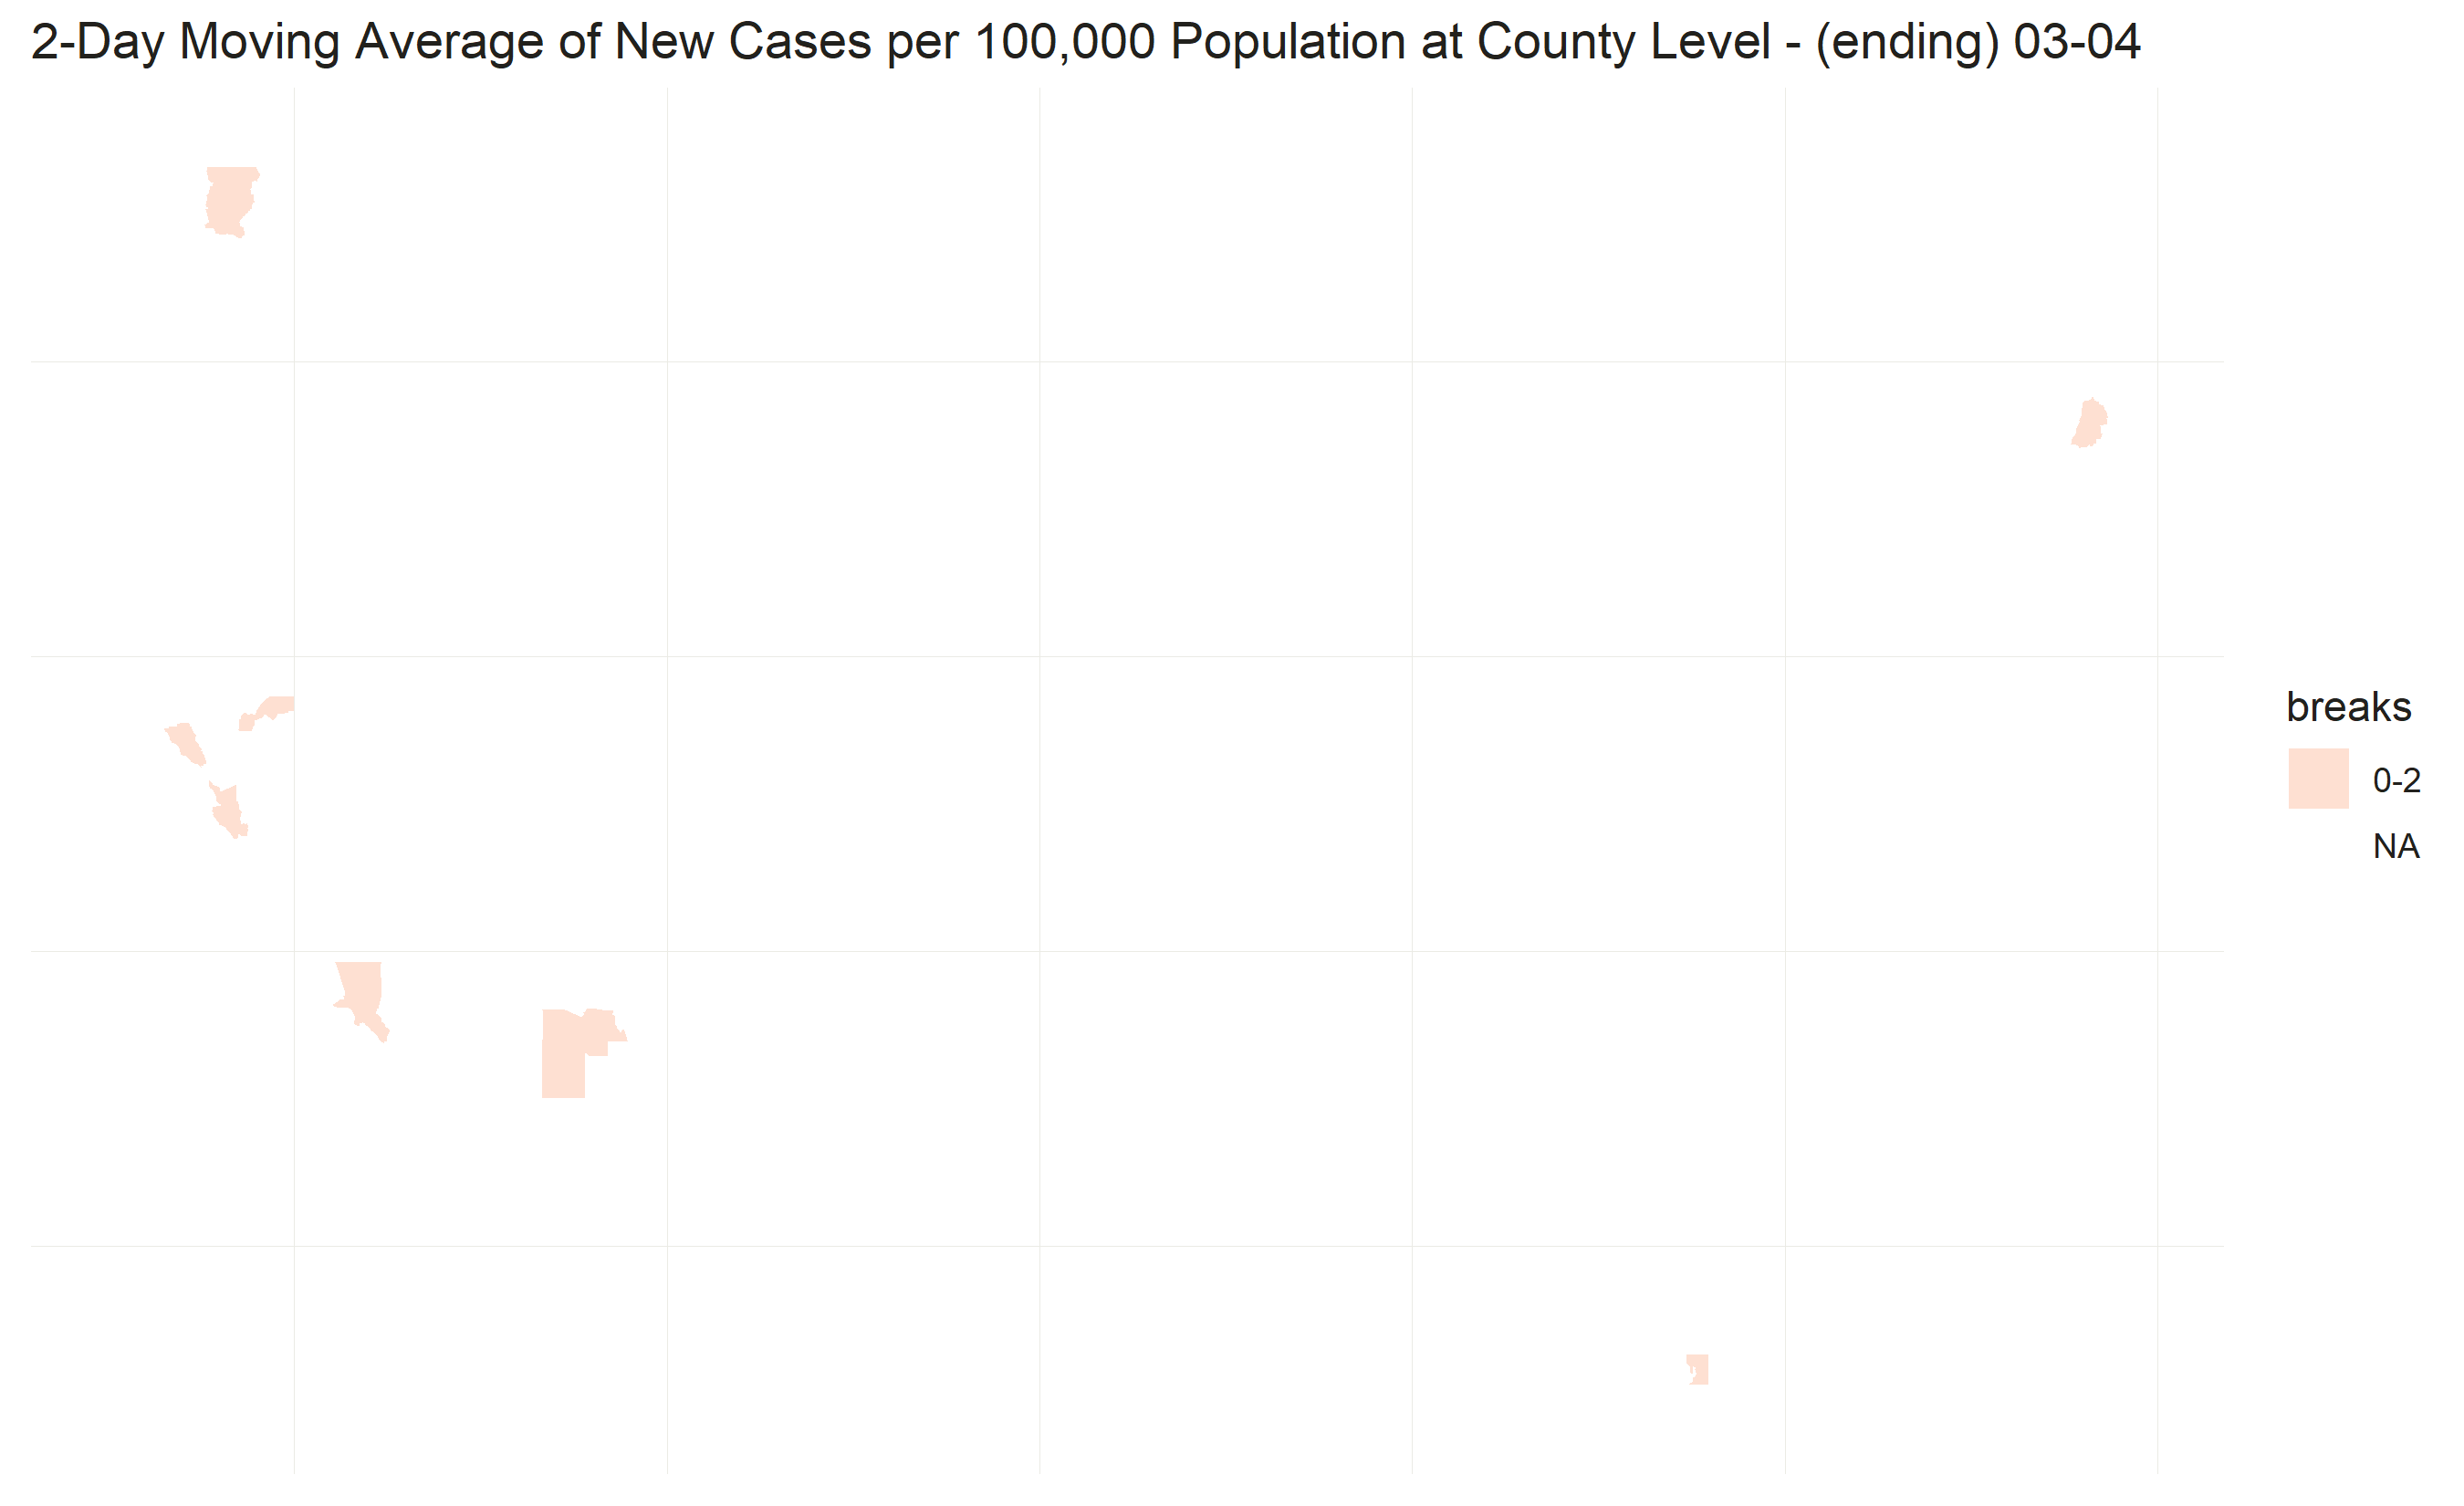 2-Day Moving Average of New Cases per 100,000 Population at County Level - (ending) 03-04
breaks
0-2
NA